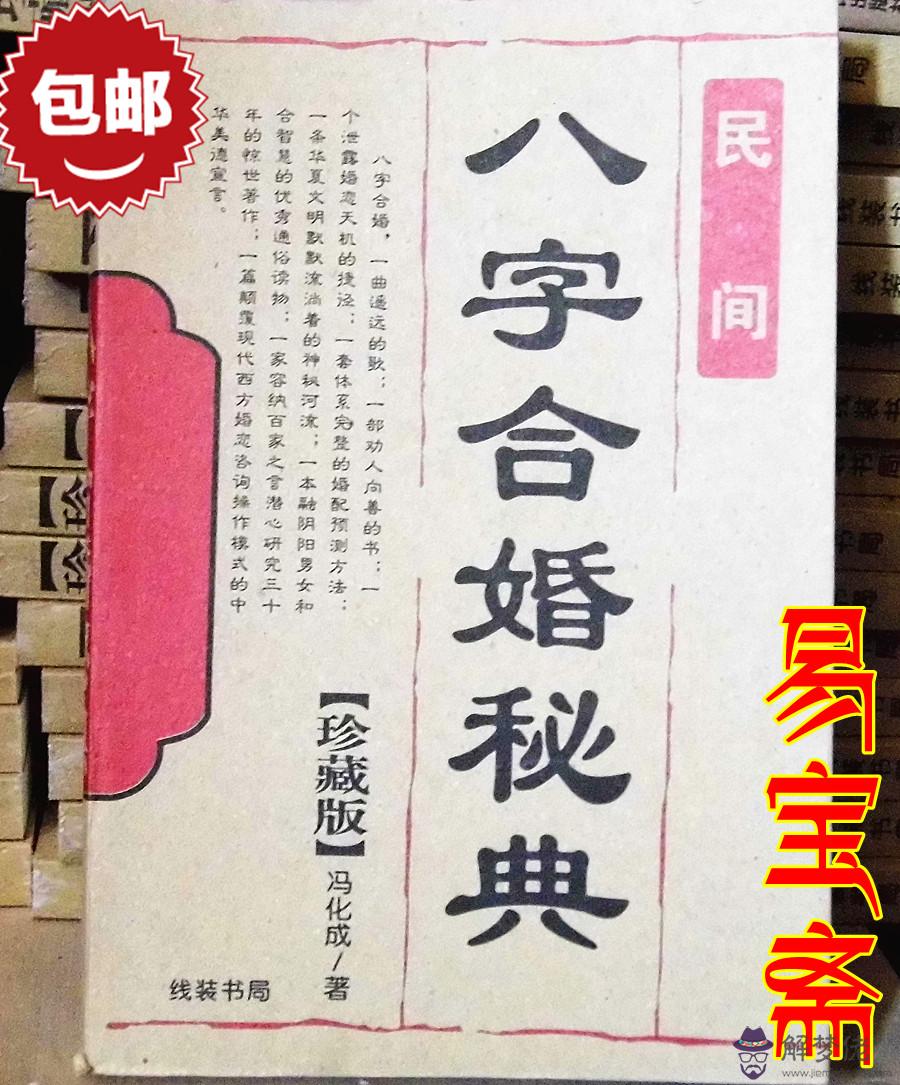 包邮
民间
八字合婚秘典
八字合婚，一曲遥远的歌；一部劝人向善的书；一
个泄露婚恋天机的捷径；一套体系完整的婚配预测方法；
一条华夏文明默默流淌着的神秘河流；一本融阴阳男女和
合智慧的优秀通俗读物；一家容纳百家之言潜心研究三十
年的惊世著作；一篇颠覆现代西方婚恋咨询操作模式的中
华美德宣言。
【珍藏版】冯化成/著
线装书局
易宝斋
解梦佬